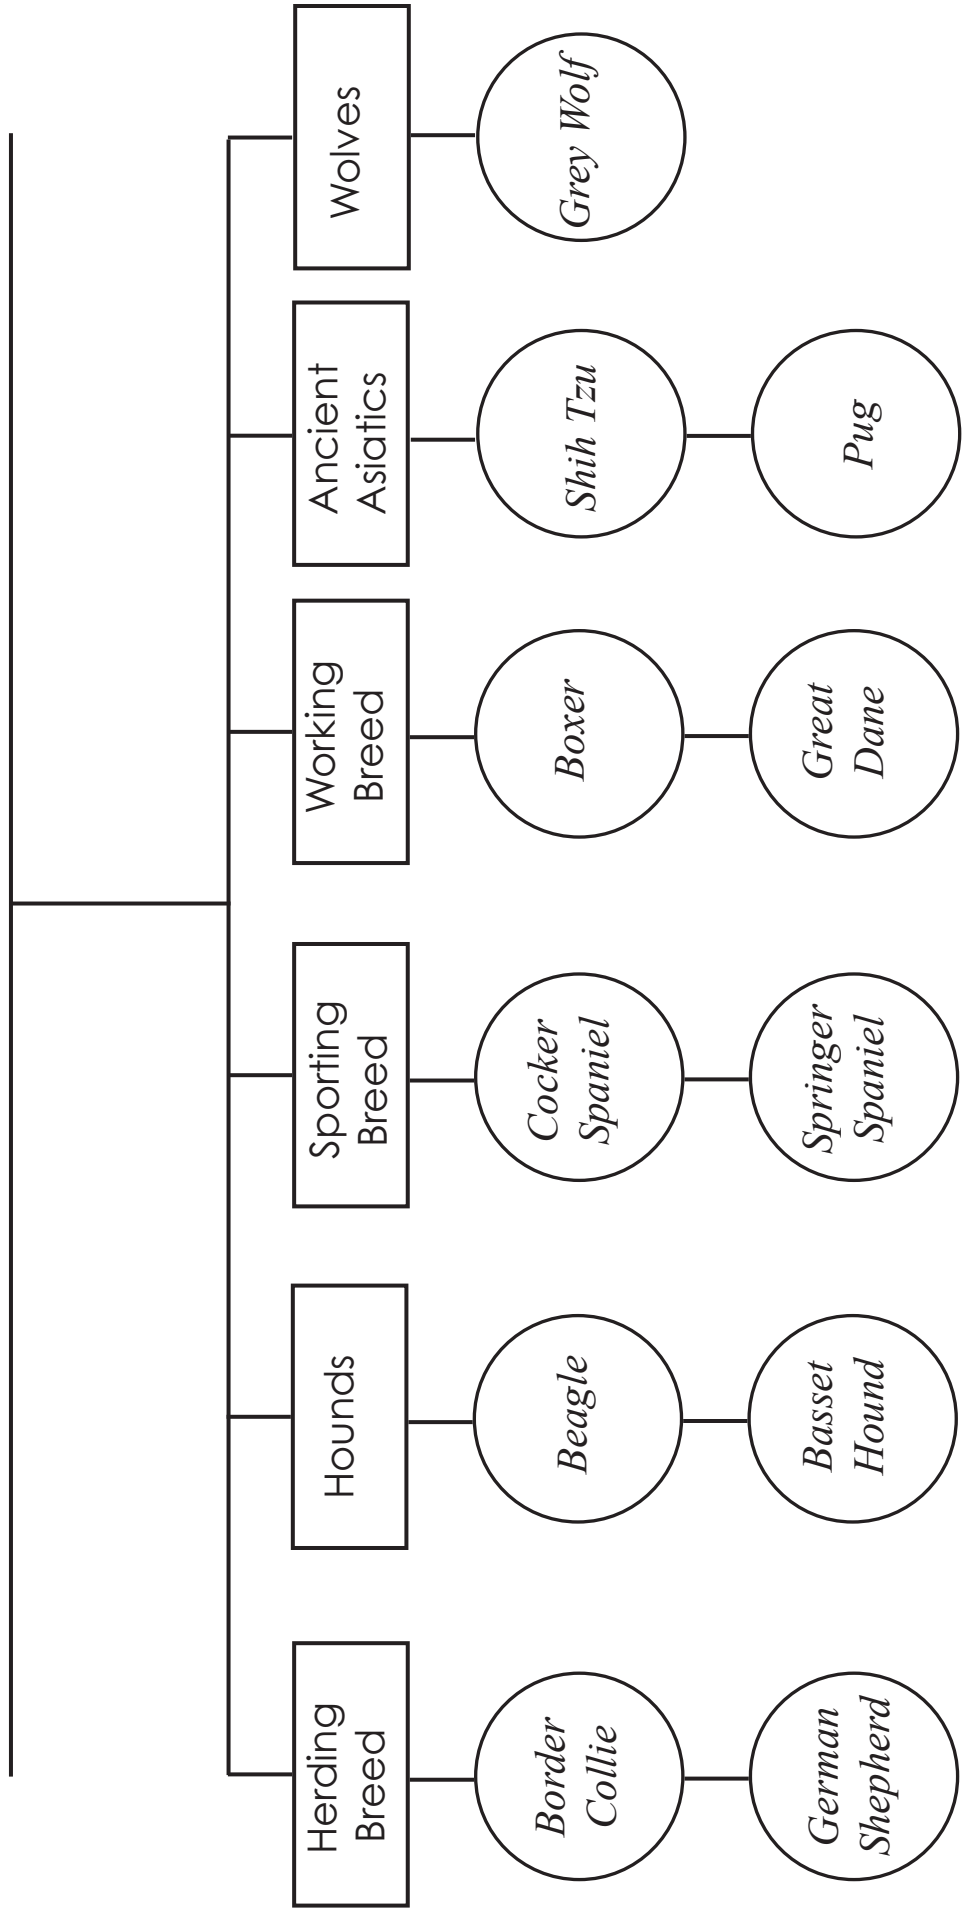 Herding
Breed
Border
Collie
German
Shepherd
Hounds
Beagle
Basset
Hound
Sporting
Breed
Cocker
Spaniel
Springer
Spaniel
Working
Breed
Boxer
Great
Dane
Ancient
Asiatics
Shih Tzu
Pug
Wolves
Grey Wolf